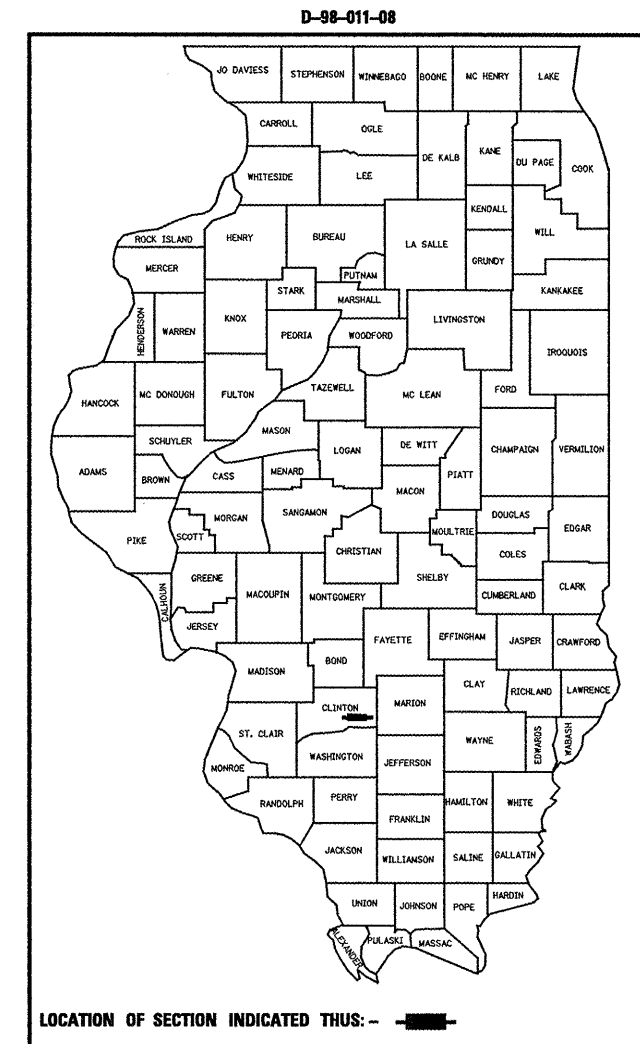 D-98-011-08
JO DAVIESS
STEPHENSON
WINNEBAGO
BOONE
MC HENRY
LAKE
CARROLL
OGLE
DE KALB
KANE
DU PAGE
COOK
WHITESIDE
LEE
KENDALL
ROCK ISLAND
HENRY
BUREAU
LA SALLE
WILL
GRUNDY
MERCER
PUTNAM
STARK
MARSHALL
KANKAKEE
HENDERSON
WARREN
KNOX
PEORIA
WOODFORD
LIVINGSTON
IROQUOIS
HANCOCK
MC DONOUGH
FULTON
TAZEWELL
MC LEAN
FORD
SCHUYLER
MASON
LOGAN
DE WITT
CHAMPAIGN
VERMILION
ADAMS
BROWN
CASS
MENARD
PIATT
MACON
PIKE
SCOTT
MORGAN
SANGAMON
CHRISTIAN
MOULTRIE
DOUGLAS
EDGAR
COLES
CALHOUN
GREENE
MACOUPIN
MONTGOMERY
SHELBY
CUMBERLAND
CLARK
JERSEY
FAYETTE
EFFINGHAM
JASPER
CRAWFORD
MADISON
BOND
CLAY
RICHLAND
LAWRENCE
CLINTON
MARION
ST. CLAIR
WAYNE
EDWARDS
WABASH
WASHINGTON
JEFFERSON
MONROE
RANDOLPH
PERRY
HAMILTON
WHITE
FRANKLIN
JACKSON
WILLIAMSON
SALINE
GALLATIN
UNION
JOHNSON
POPE
HARDIN
ALEXANDER
PULASKI
MASSAC
LOCATION OF SECTION INDICATED THUS: -